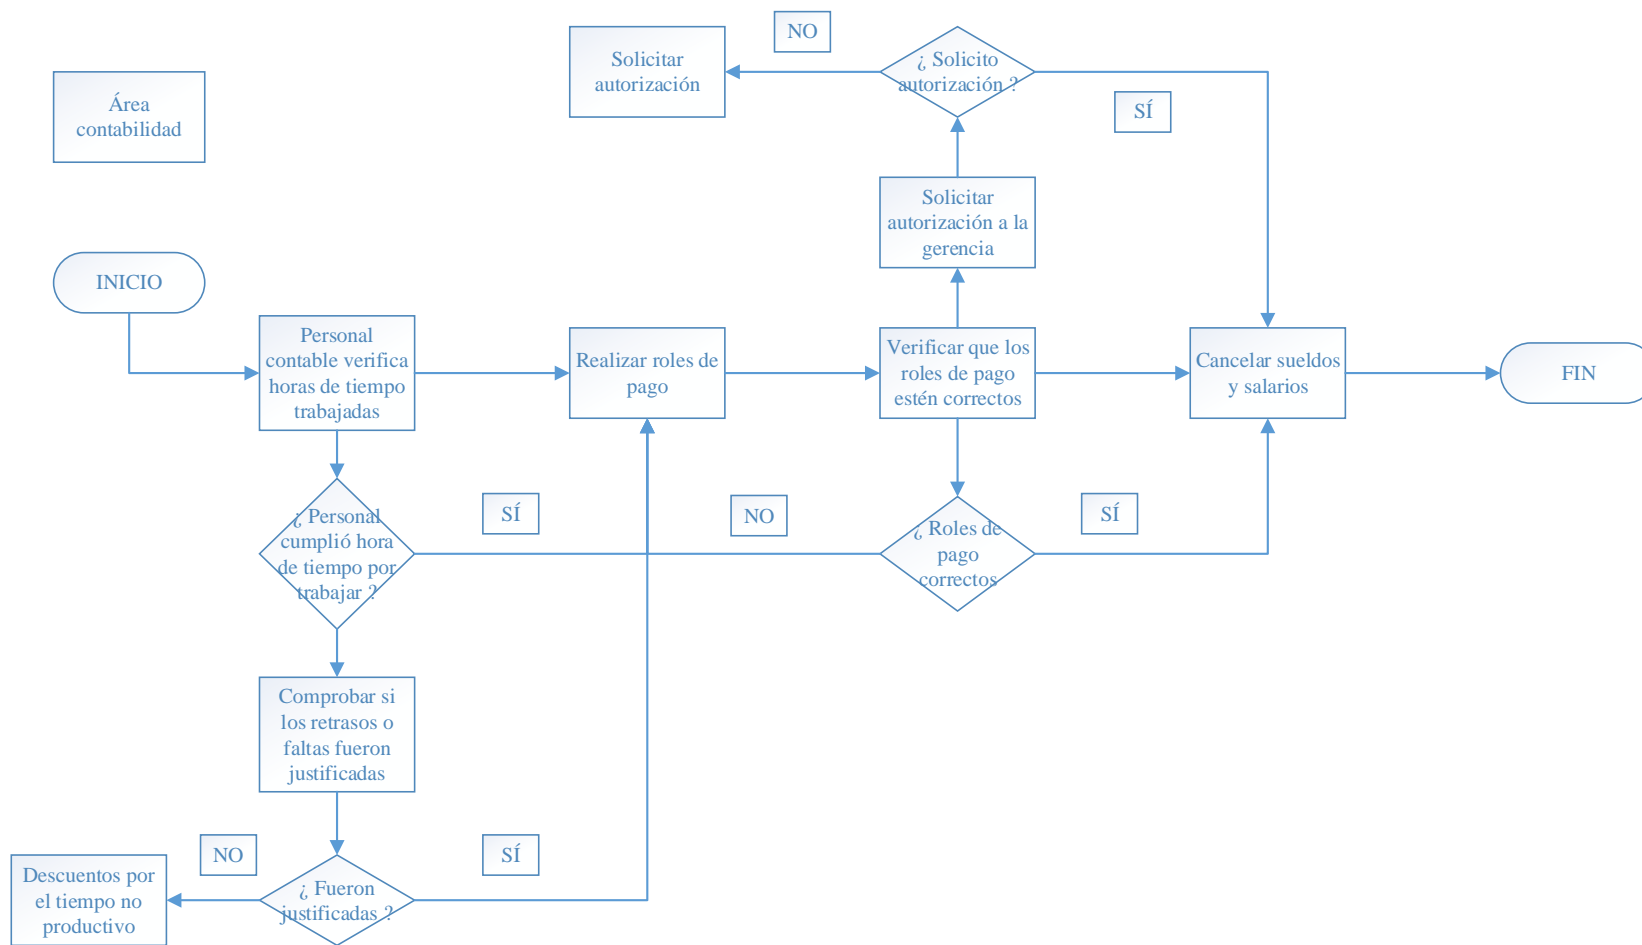 NO
Solicitar
autorización
¿ Solicito
autorización ?
SÍ
Área
contabilidad
Solicitar
autorización a la
gerencia
INICIO
Personal
contable verifica
horas de tiempo
trabajadas
Realizar roles de
pago
Verificar que los
roles de pago
estén correctos
Cancelar sueldos
y salarios
FIN
¿ Personal
cumplió hora
de tiempo por
trabajar ?
SÍ
NO
¿ Roles de
pago
correctos
SÍ
Comprobar si
los retrasos o
faltas fueron
justificadas
NO
SÍ
Descuentos por
el tiempo no
productivo
¿ Fueron
justificadas ?